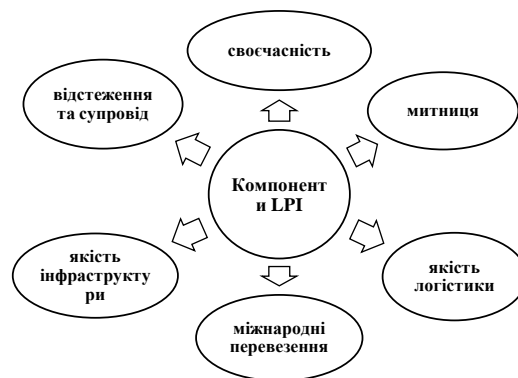 своєчасність
відстеження
та супровід
митниця
Компонент
и LPI
якість
інфраструкту
ри
якість
логістики
міжнародні
перевезення